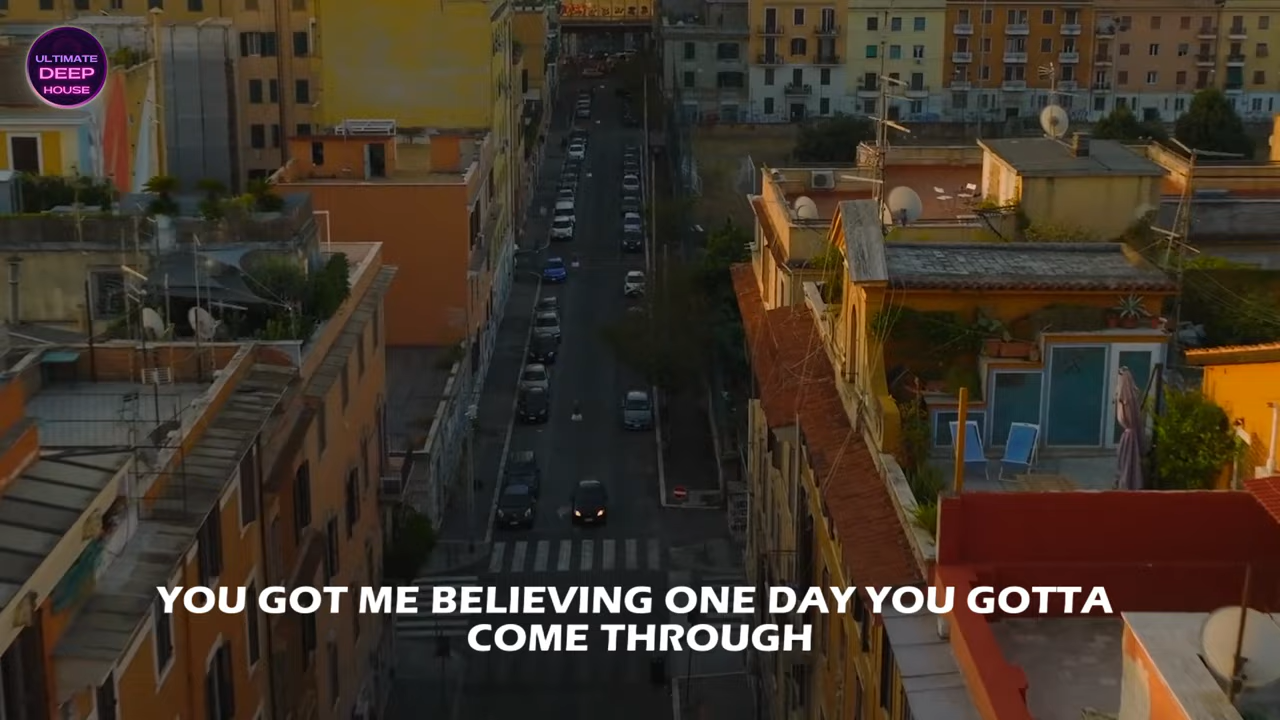 ULTIMATE
DEEP
HOUSE
YOU GOT ME BELIEVING ONE DAY YOU GOTTA
COME THROUGH